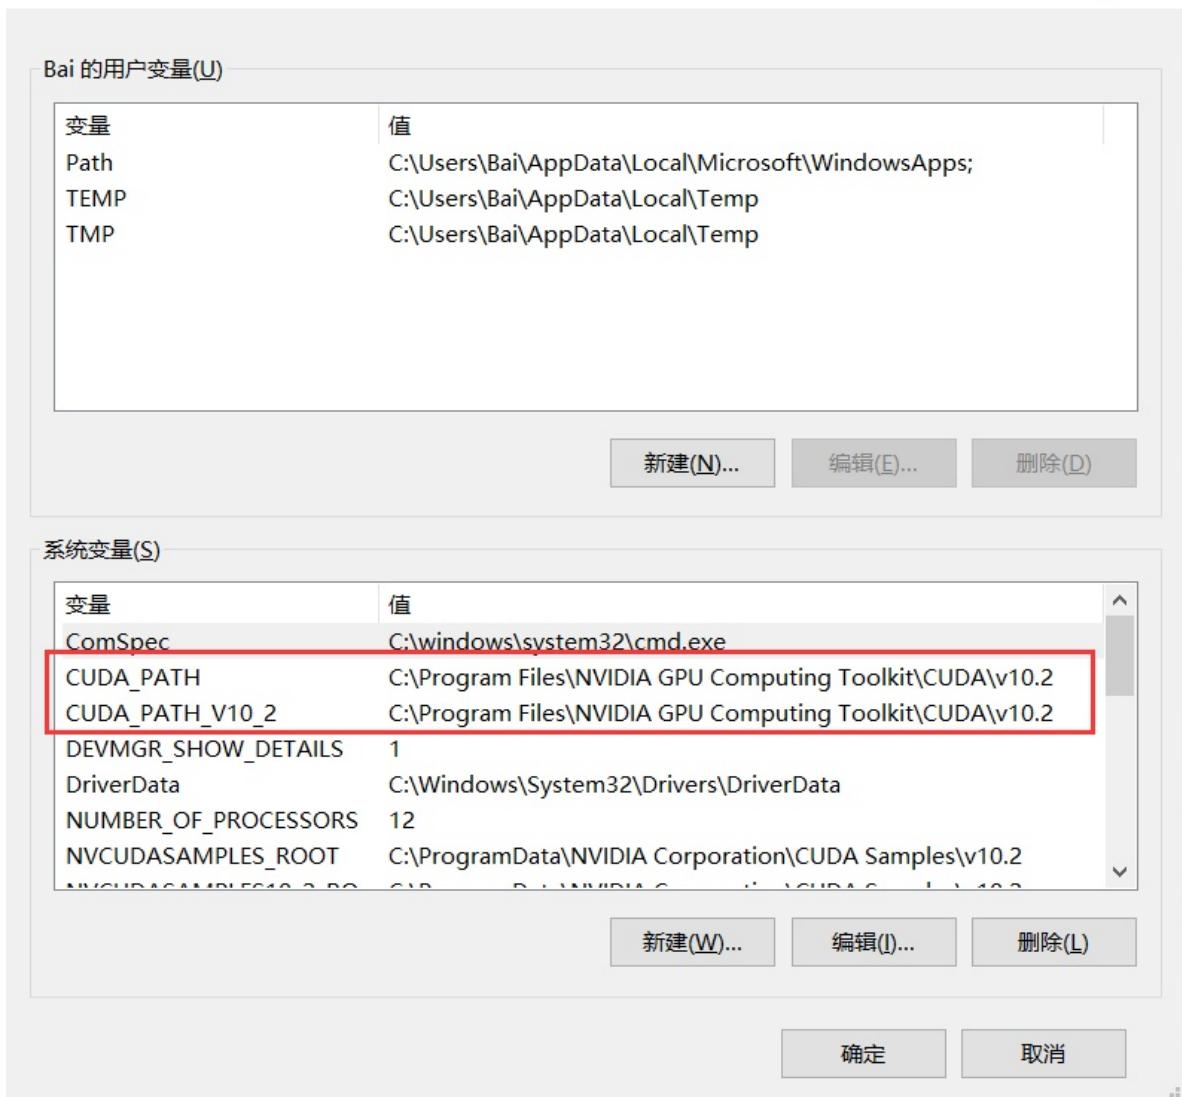 Bai 的用户变量(U)
变量 值
Path C:\Users\Bai\AppData\Local\Microsoft\WindowsApps;
TEMP C:\Users\Bai\AppData\Local\Temp
TMP C:\Users\Bai\AppData\Local\Temp
新建(N)... 编辑(E)... 删除(D)
系统变量(S)
变量 值
ComSpec C:\windows\system32\cmd.exe
CUDA_PATH C:\Program Files\NVIDIA GPU Computing Toolkit\CUDA\v10.2
CUDA_PATH_V10_2 C:\Program Files\NVIDIA GPU Computing Toolkit\CUDA\v10.2
DEVMGR_SHOW_DETAILS 1
DriverData C:\Windows\System32\Drivers\DriverData
NUMBER_OF_PROCESSORS 12
NVCUDASAMPLES_ROOT C:\ProgramData\NVIDIA Corporation\CUDA Samples\v10.2
新建(W)... 编辑(I)... 删除(L)
确定 取消